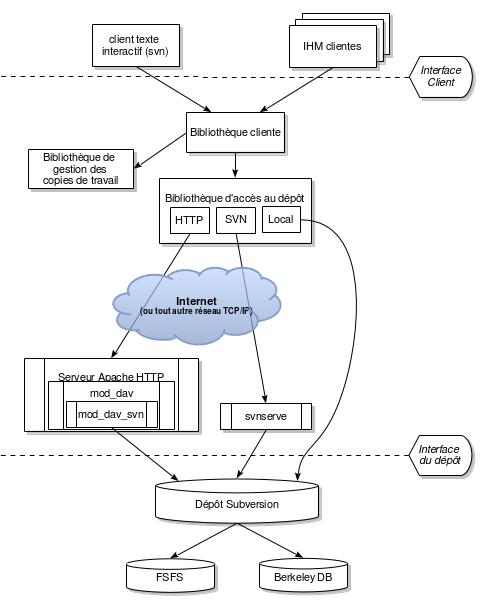 client texte
interactif (svn)
IHM clientes
Interface
Client
Bibliothèque cliente
Bibliothèque de
gestion des
copies de travail
Bibliothèque d'accès au dépôt
HTTP
SVN
Local
Internet
(ou tout autre réseau TCP/IP)
Serveur Apache HTTP
mod_dav
mod_dav_svn
svnserve
Interface
du dépôt
Dépôt Subversion
FSFS
Berkeley DB